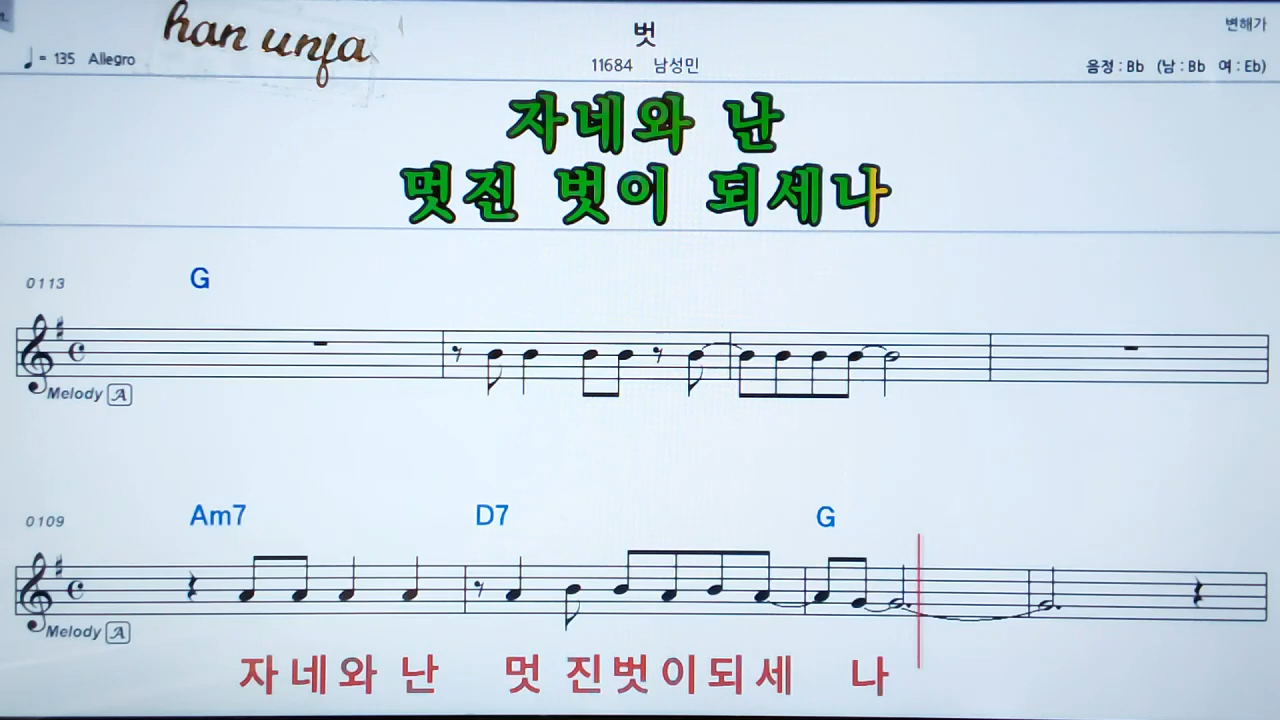 han unja
벗
변해가
♩= 135 Allegro
11684 남성민
음정 : Bb (남 : Bb 여 : Eb)
자네와 난
멋진 벗이 되세나
0113
G
Melody A
0109
Am7 D7 G
Melody A
자네와 난 멋 진벗이되세 나